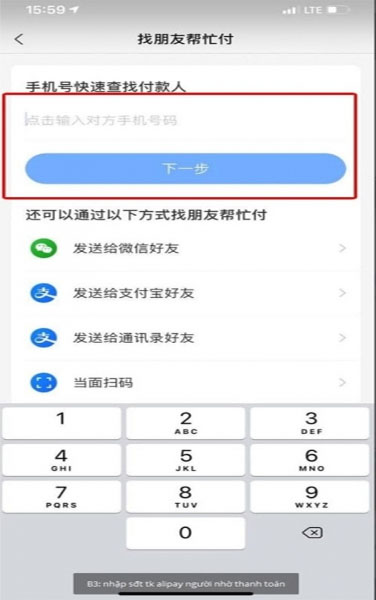 15:59
LTE
找朋友帮忙付
手机号快速查找付款人
点击输入对方手机号码
下一步
还可以通过以下方式找朋友帮忙付
发送给微信好友
发送给支付宝好友
发送给通讯录好友
当面扫码
1 2 3
ABC DEF
4 5 6
GHI JKL MNO
7 8 9
PQRS TUV WXYZ
0
B3: nhập sđt tk alipay người nhờ thanh toán